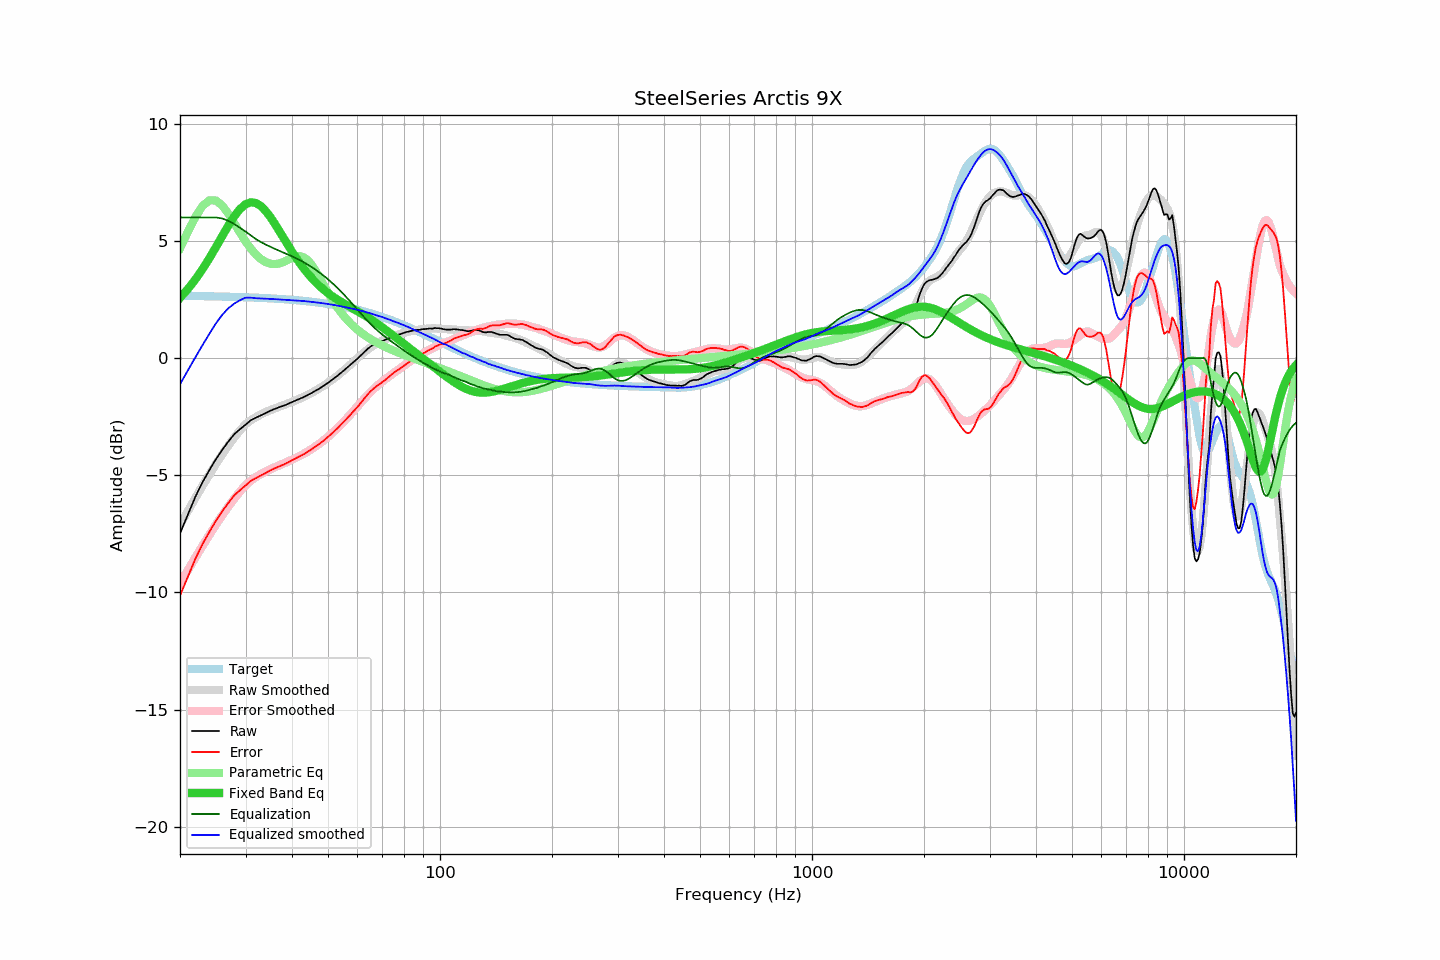 SteelSeries Arctis 9X
10
5
0
−5
−10
−15
−20
Amplitude (dBr)
Target
Raw Smoothed
Error Smoothed
Raw
Error
Parametric Eq
Fixed Band Eq
Equalization
Equalized smoothed
100 1000 10000
Frequency (Hz)